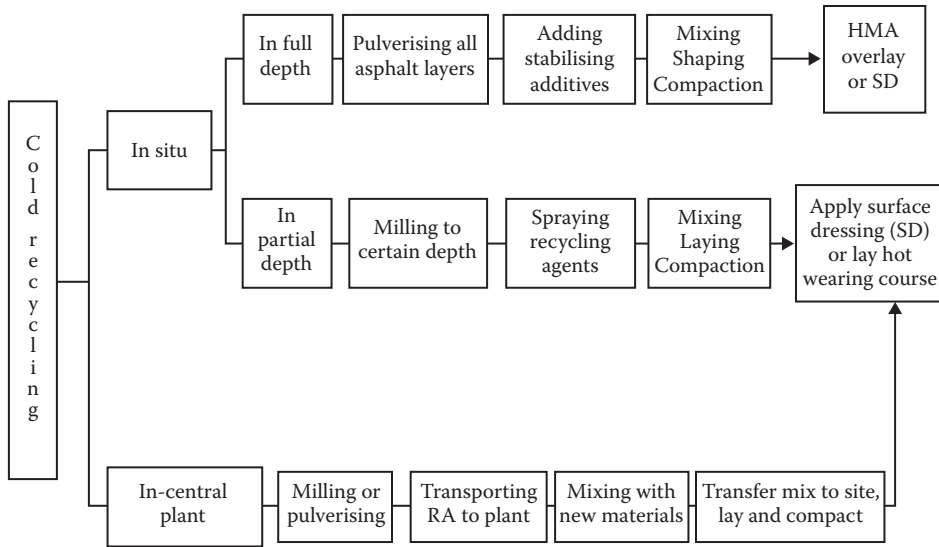 Cold recycling
In situ
In full
depth
Pulverising all
asphalt layers
Adding
stabilising
additives
Mixing
Shaping
Compaction
HMA
overlay
or SD
In
partial
depth
Milling to
certain depth
Spraying
recycling
agents
Mixing
Laying
Compaction
Apply surface
dressing (SD)
or lay hot
wearing course
In-central
plant
Milling or
pulverising
Transporting
RA to plant
Mixing with
new materials
Transfer mix to site,
lay and compact